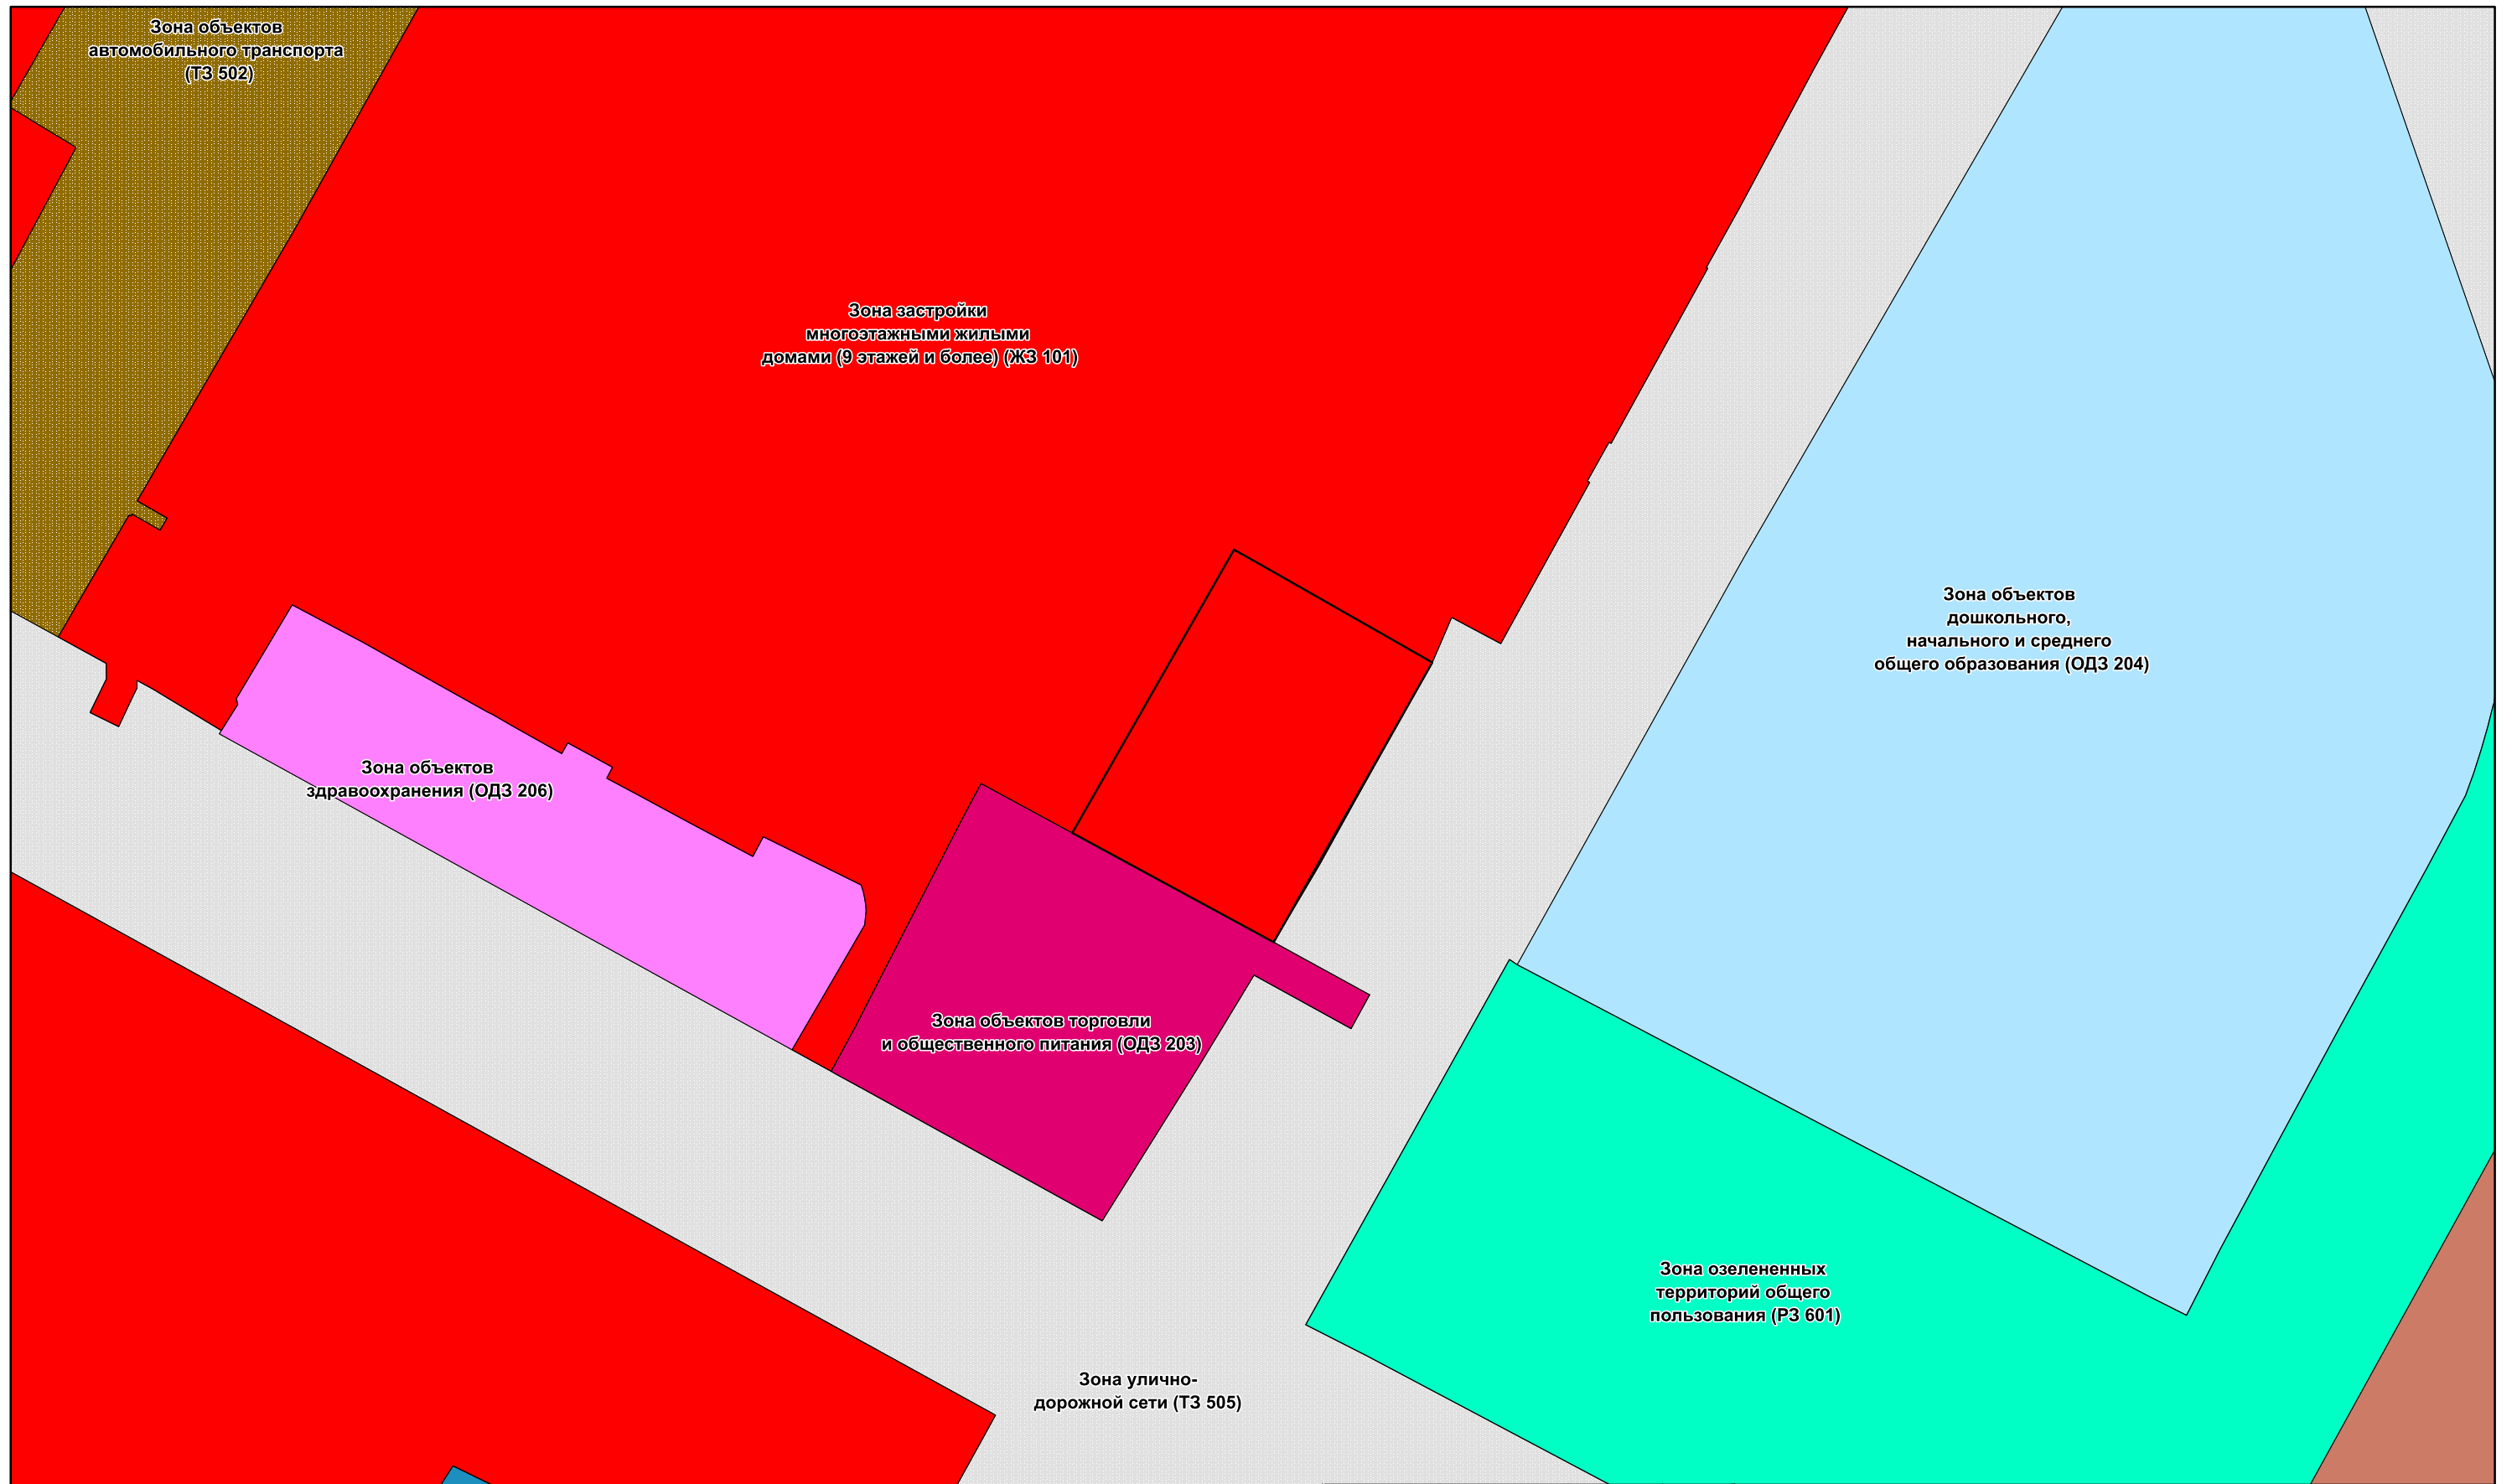 Зона объектов
автомобильного транспорта
(ТЗ 502)
Зона застройки
многоэтажными жилыми
домами (9 этажей и более) (ЖЗ 101)
Зона объектов
дошкольного,
начального и среднего
общего образования (ОДЗ 204)
Зона объектов
здравоохранения (ОДЗ 206)
Зона объектов торговли
и общественного питания (ОДЗ 203)
Зона озелененных
территорий общего
пользования (РЗ 601)
Зона улично-
дорожной сети (ТЗ 505)